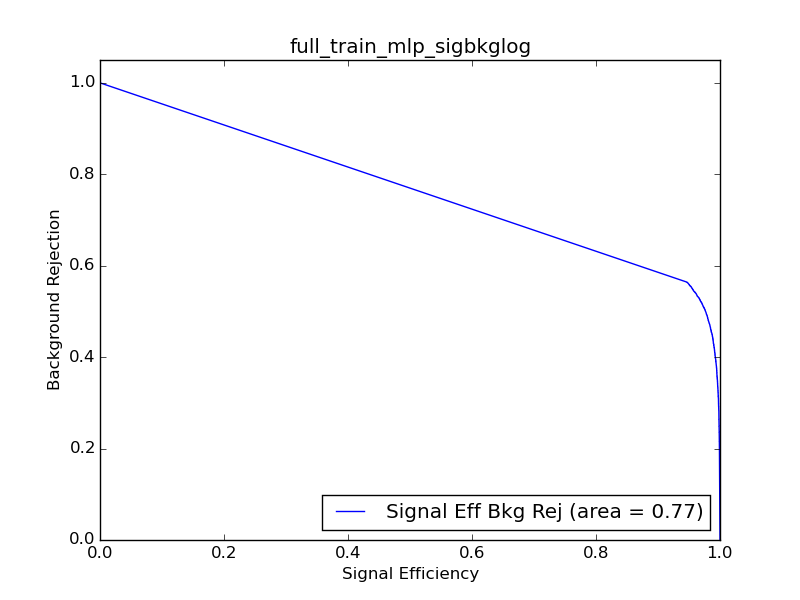 full_train_mlp_sigbkglog
1.0
0.8
0.6
0.4
0.2
0.0
Background Rejection
Signal Eff Bkg Rej (area = 0.77)
0.0 0.2 0.4 0.6 0.8 1.0
Signal Efficiency